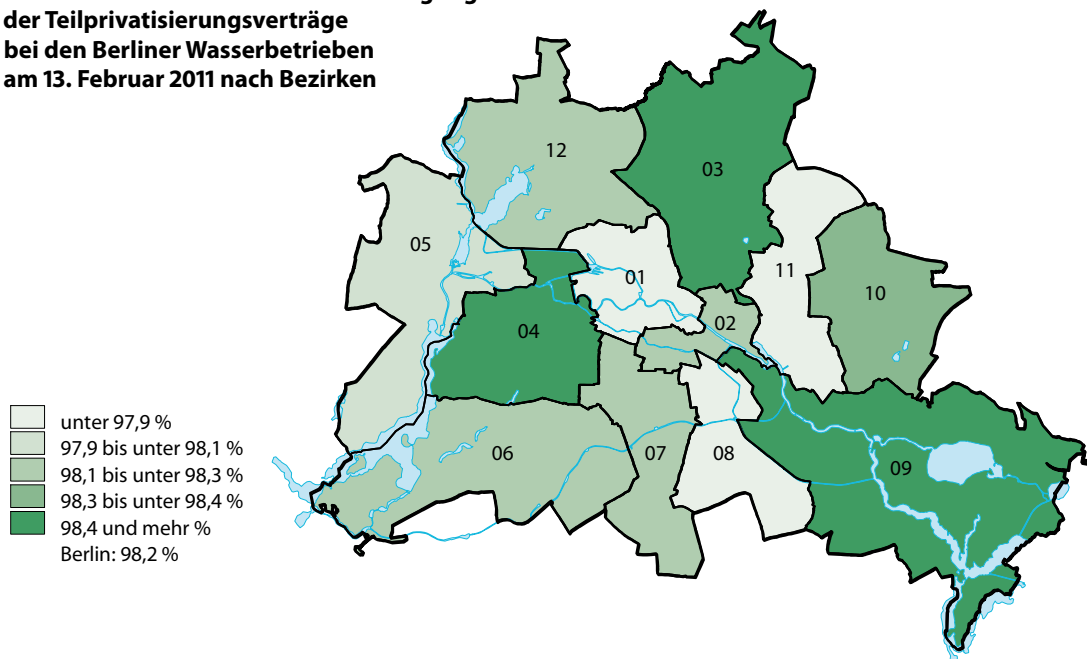 der Teilprivatisierungsverträge
bei den Berliner Wasserbetrieben
am 13. Februar 2011 nach Bezirken
12
03
05
01
11
10
02
04
06
07
08
09
unter 97,9 %
97,9 bis unter 98,1 %
98,1 bis unter 98,3 %
98,3 bis unter 98,4 %
98,4 und mehr %
Berlin: 98,2 %